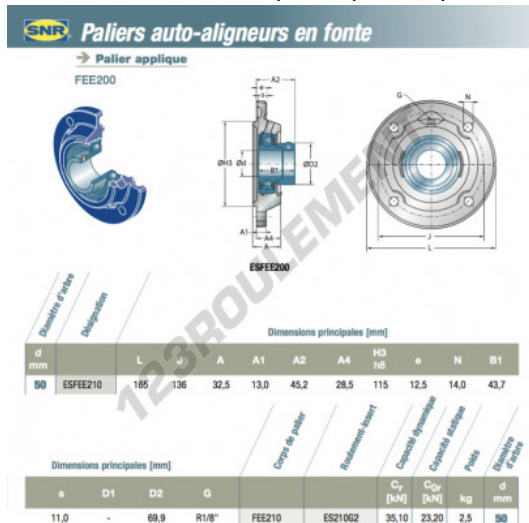 SNR Paliers auto-aligneurs en fonte
Palier applique
FEE200
A2
e
s
ØH3
Ød
B1
ØD2
A1
A4
A
G
N
J
L
ESFEE200
123ROULEMENT
Diamètre d'arbre
Désignation
Dimensions principales [mm]
d mm L J A A1 A2 A4 H3 h8 e N B1
50 ESFEE210 165 136 32,5 13,0 45,2 28,5 115 12,5 14,0 43,7
Corps de palier
Roulement-insert
Capacité dynamique
Capacité statique
Poids
Diamètre d'arbre
Dimensions principales [mm]
s D1 D2 G Cr [kN] C0r [kN] kg d mm
11,0 - 69,9 R1/8" FEE210 ES210G2 35,10 23,20 2,5 50